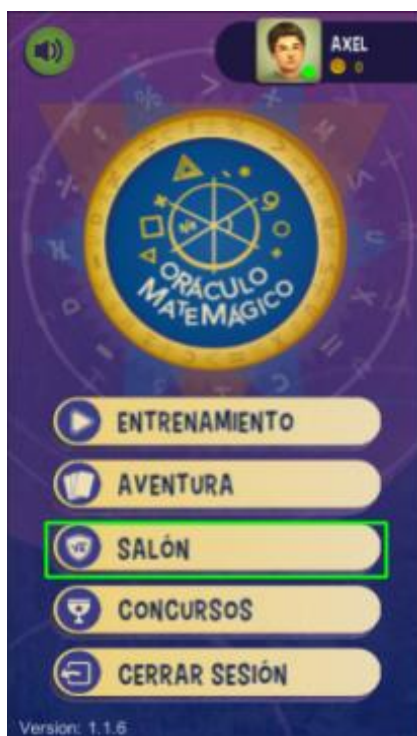 AXEL
0
ORÁCULO
MATEMÁGICO
ENTRENAMIENTO
AVENTURA
SALÓN
CONCURSOS
CERRAR SESIÓN
Version: 1.1.6